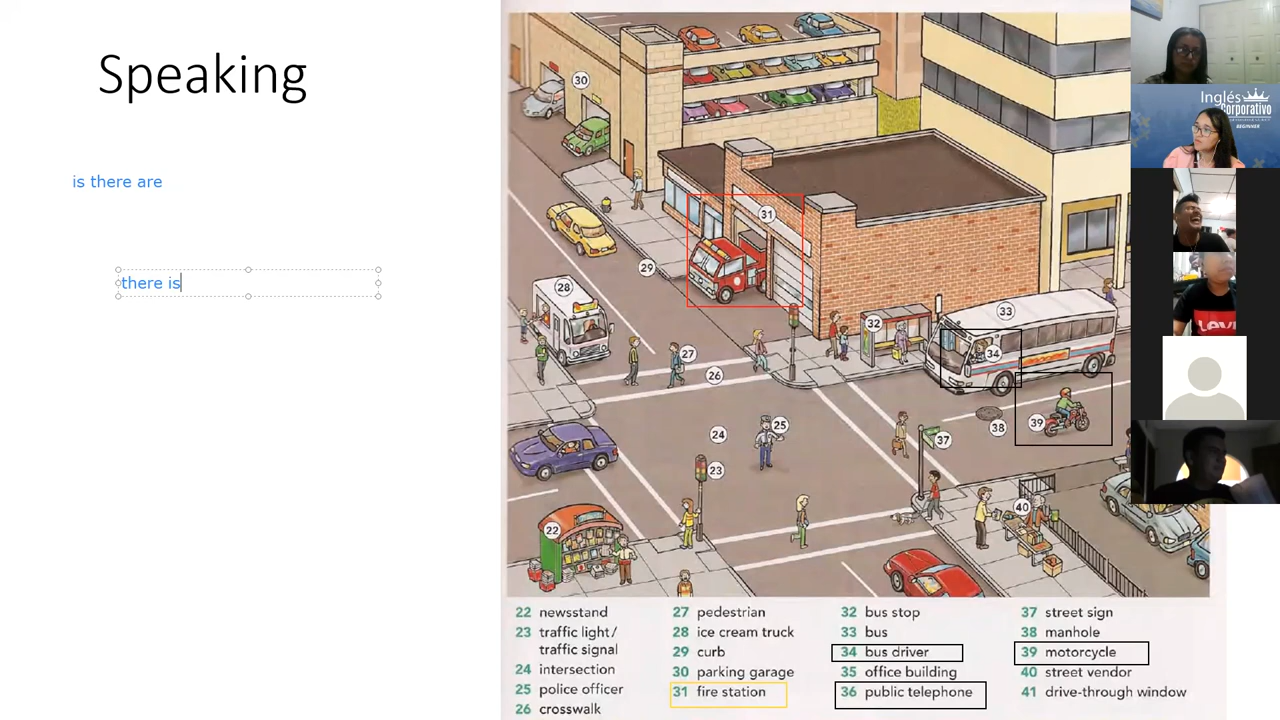 Speaking
is there are
there is
30
31
29
28
33
32
34
27
26
39
38
24
25
37
23
22
40
22 newsstand
23 traffic light/
traffic signal
24 intersection
25 police officer
26 crosswalk
27 pedestrian
28 ice cream truck
29 curb
30 parking garage
31 fire station
32 bus stop
33 bus
34 bus driver
35 office building
36 public telephone
37 street sign
38 manhole
39 motorcycle
40 street vendor
41 drive-through window
Inglés
Corporativo
BEGINNER